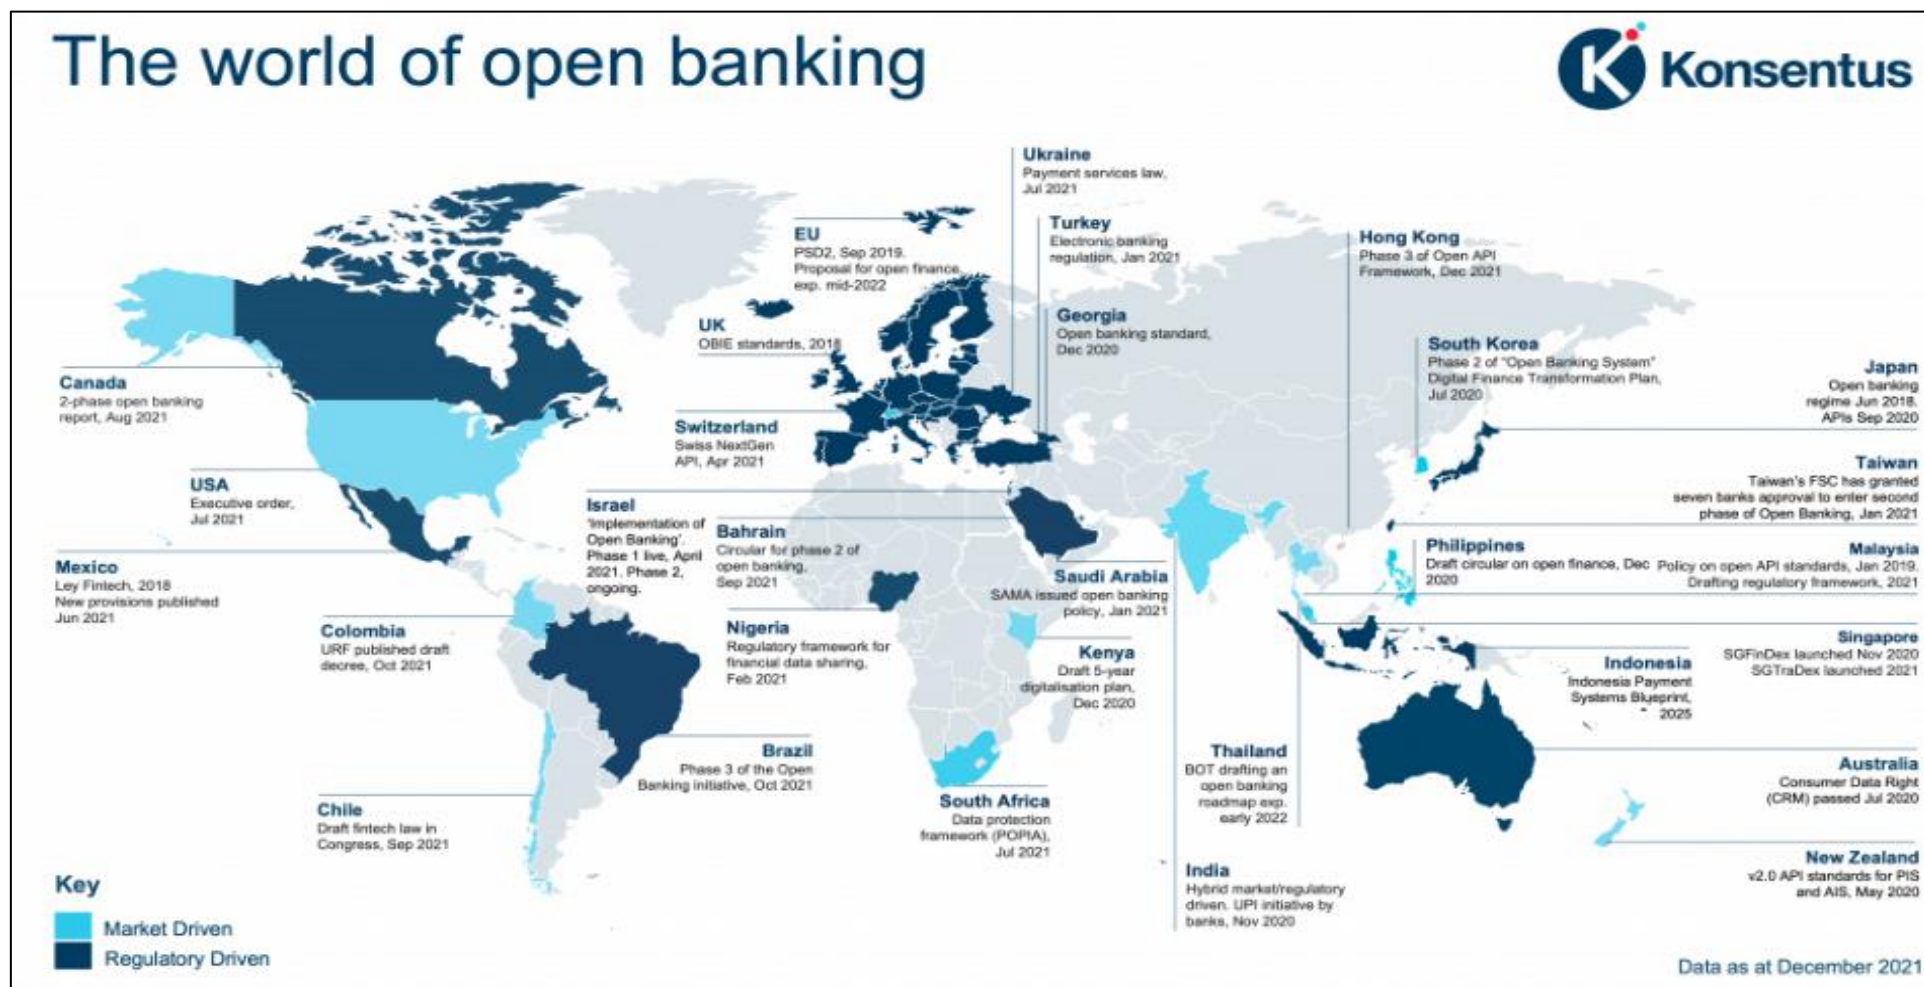 The world of open banking
Konsentus
Ukraine
Payment services law,
Jul 2021
EU
PSD2, Sep 2019.
Proposal for open finance
exp. mid-2022
Turkey
Electronic banking
regulation, Jan 2021
Hong Kong
Phase 3 of Open API
Framework, Dec 2021
UK
OBIE standards, 2018
Georgia
Open banking standard,
Dec 2020
South Korea
Phase 2 of "Open Banking System"
Digital Finance Transformation Plan,
Jul 2020
Japan
Open banking
regime Jun 2018.
APIs Sep 2020
Canada
2-phase open banking
report, Aug 2021
Switzerland
Swiss NextGen
API, Apr 2021
USA
Executive order,
Jul 2021
Taiwan
Taiwan's FSC has granted
seven banks approval to enter second
phase of Open Banking, Jan 2021
Israel
'Implementation of
Open Banking'.
Phase 1 live, April
2021. Phase 2,
ongoing.
Bahrain
Circular for phase 2 of
open banking,
Sep 2021
Mexico
Ley Fintech, 2018
New provisions published
Jun 2021
Saudi Arabia
SAMA issued open banking
policy, Jan 2021
Philippines
Draft circular on open finance, Dec
2020
Malaysia
Policy on open API standards, Jan 2019.
Drafting regulatory framework, 2021
Colombia
URF published draft
decree, Oct 2021
Nigeria
Regulatory framework for
financial data sharing,
Feb 2021
Kenya
Draft 5-year
digitalisation plan,
Dec 2020
Singapore
SGFinDex launched Nov 2020
SGTraDex launched 2021
Indonesia
Indonesia Payment
Systems Blueprint,
2025
Brazil
Phase 3 of the Open
Banking initiative, Oct 2021
Thailand
BOT drafting an
open banking
roadmap exp.
early 2022
Australia
Consumer Data Right
(CRM) passed Jul 2020
Chile
Draft fintech law in
Congress, Sep 2021
South Africa
Data protection
framework (POPIA),
Jul 2021
India
Hybrid market/regulatory
driven. UPI initiative by
banks, Nov 2020
New Zealand
v2.0 API standards for PIS
and AIS, May 2020
Key
Market Driven
Regulatory Driven
Data as at December 2021